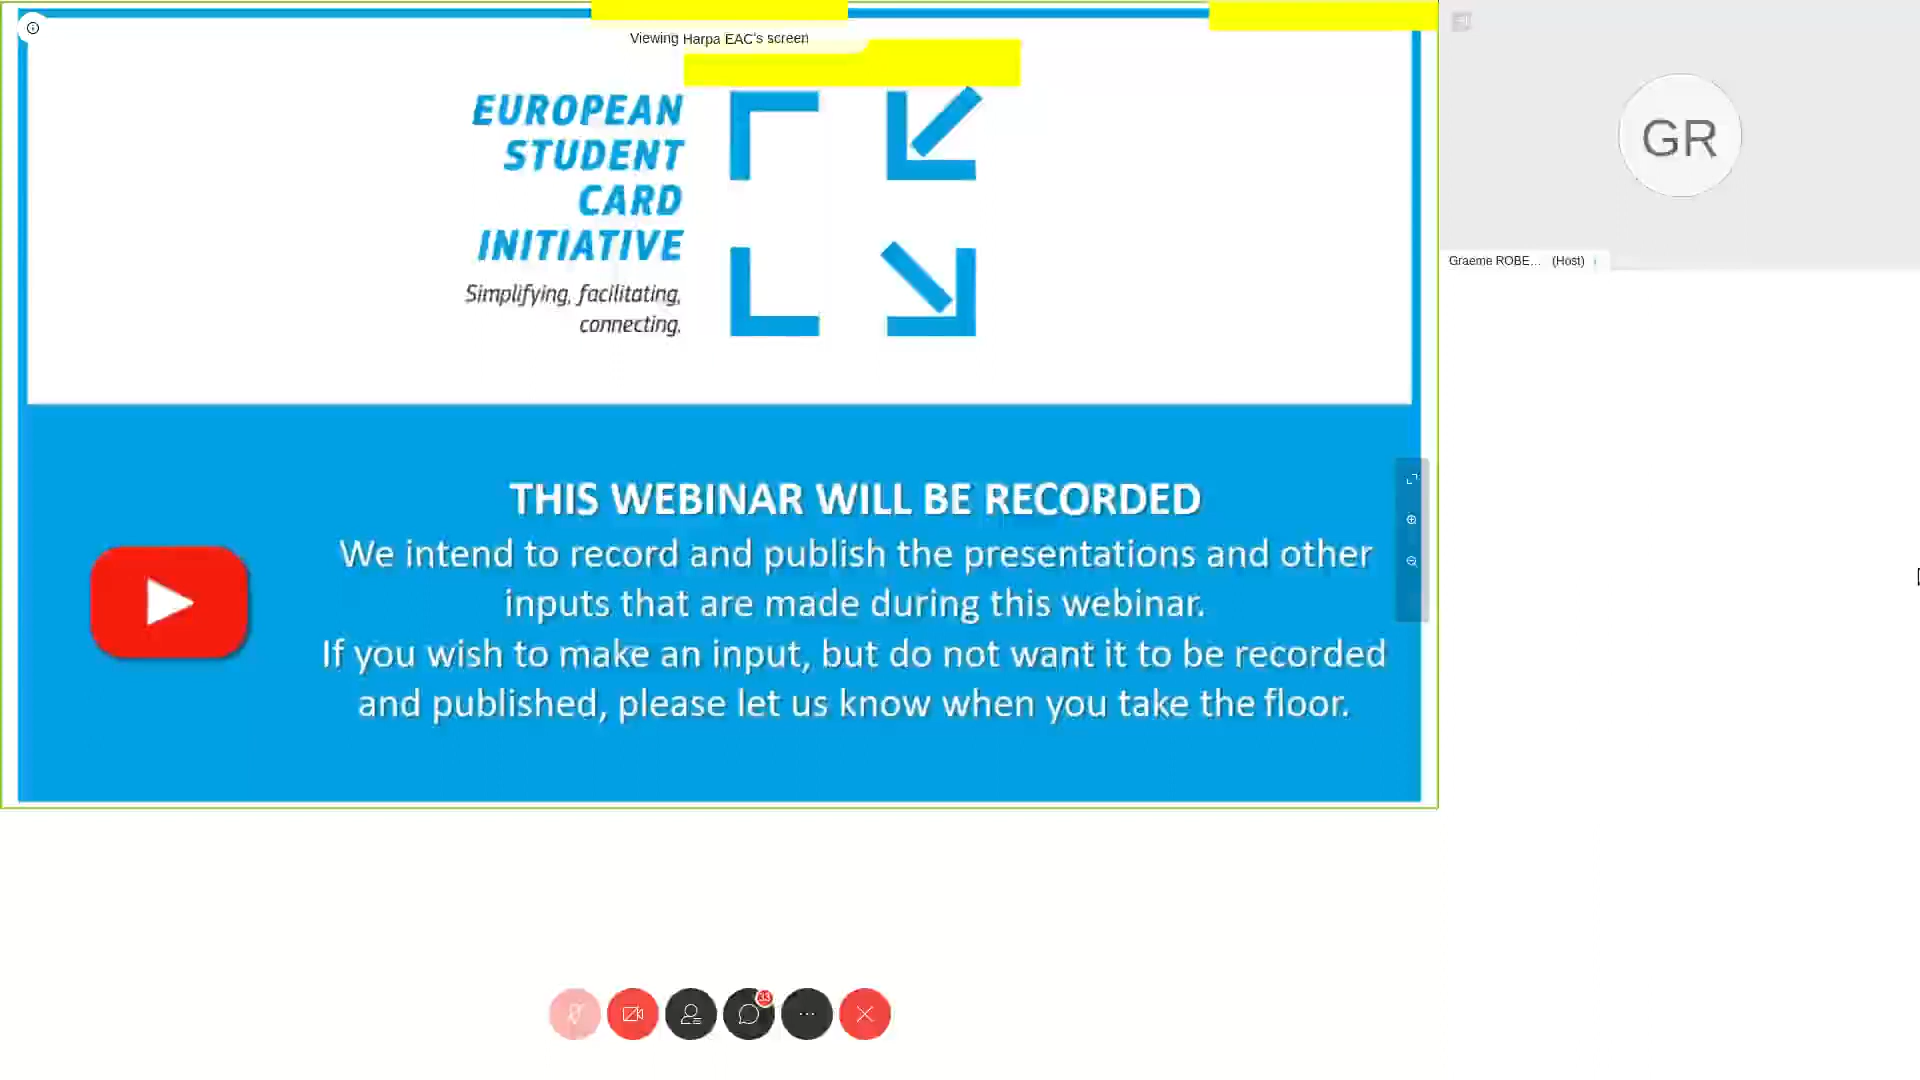 Viewing Harpa EAC's screen
EUROPEAN
STUDENT
CARD
INITIATIVE
Simplifying, facilitating,
connecting.
THIS WEBINAR WILL BE RECORDED
We intend to record and publish the presentations and other
inputs that are made during this webinar.
If you wish to make an input, but do not want it to be recorded
and published, please let us know when you take the floor.
GR
Graeme ROBE... (Host)
33